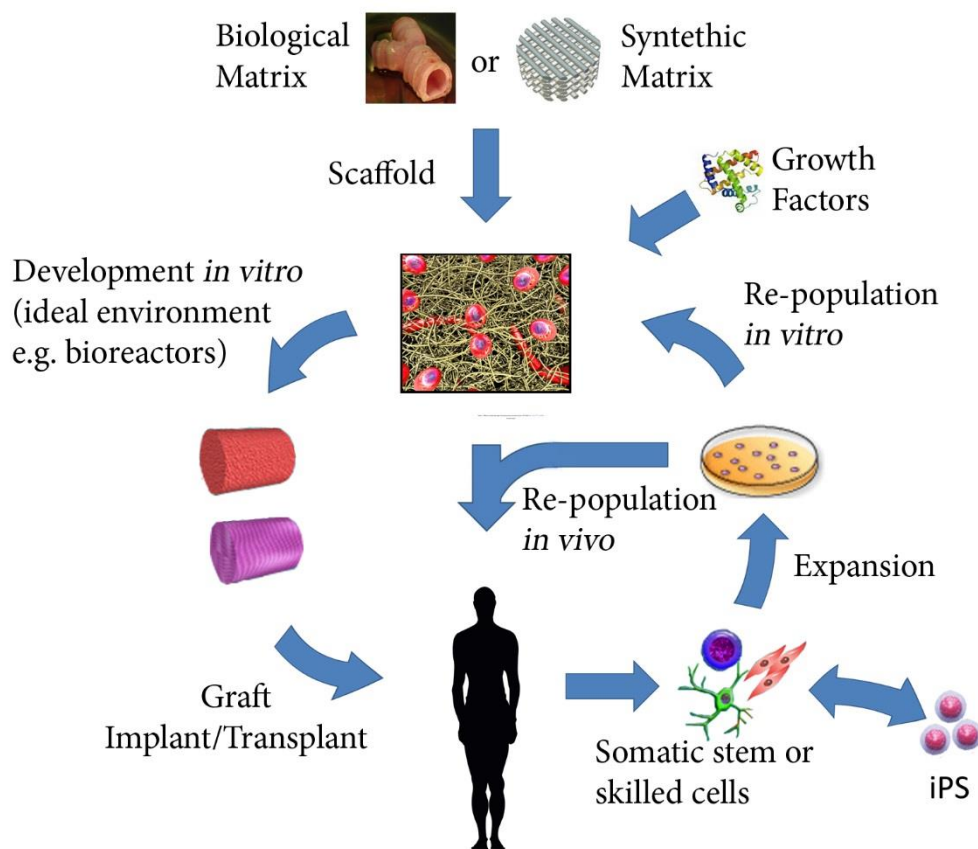 Biological
Matrix
or
Syntethic
Matrix
Scaffold
Growth
Factors
Development in vitro
(ideal environment
e.g. bioreactors)
Re-population
in vitro
Re-population
in vivo
Expansion
Graft
Implant/Transplant
Somatic stem or
skilled cells
iPS